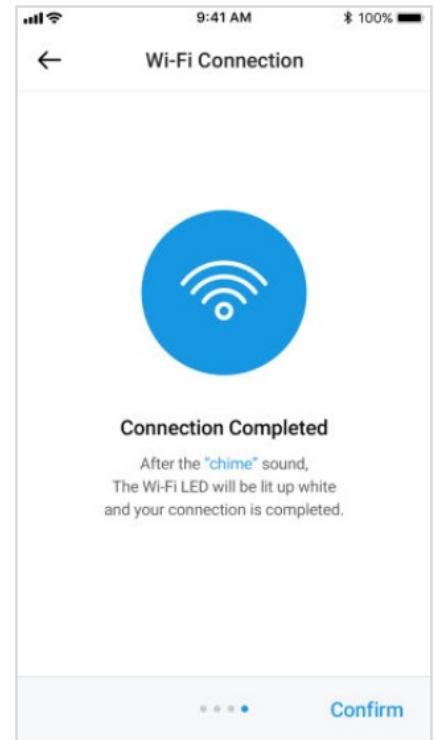 9:41 AM 100%
Wi-Fi Connection
Connection Completed
After the "chime" sound,
The Wi-Fi LED will be lit up white
and your connection is completed.
Confirm